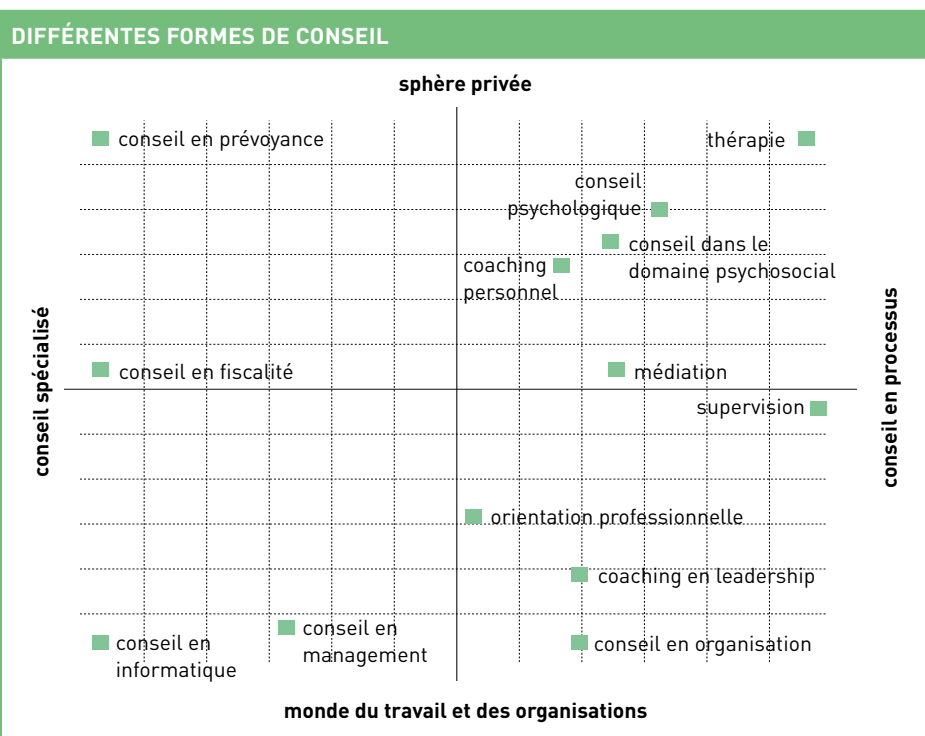 DIFFÉRENTES FORMES DE CONSEIL
sphère privée
conseil en prévoyance
thérapie
conseil
psychologique
conseil dans le
domaine psychosocial
coaching
personnel
conseil spécialisé
conseil en processus
conseil en fiscalité
médiation
supervision
orientation professionnelle
coaching en leadership
conseil en
management
conseil en
informatique
conseil en organisation
monde du travail et des organisations